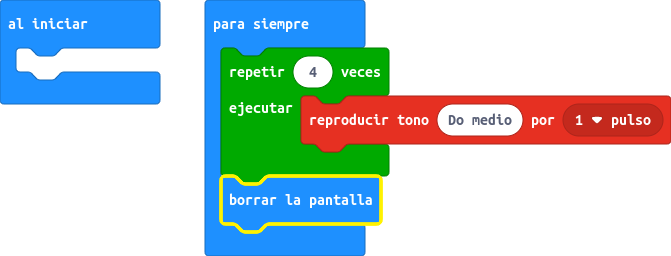 al iniciar
para siempre
repetir 4 veces
ejecutar
reproducir tono Do medio por 1 pulso
borrar la pantalla